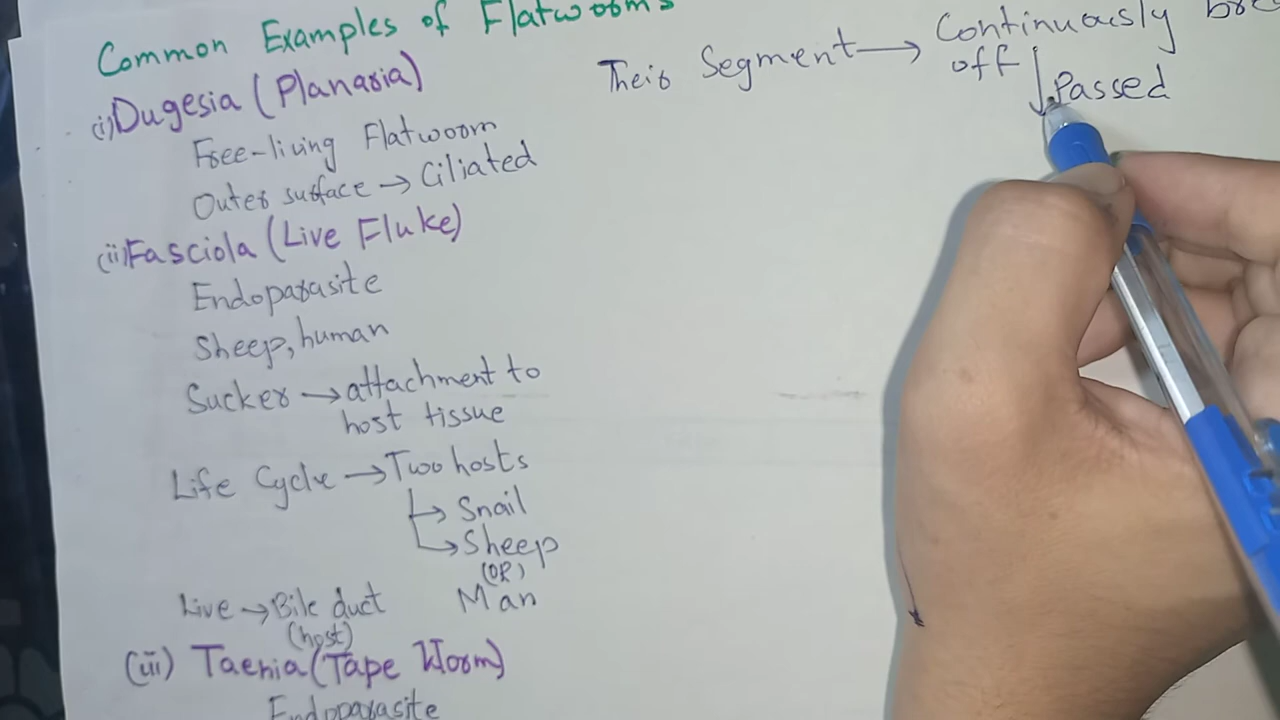 Common Examples of Flatworms
(i) Dugesia (Planaria)
Free-living Flatworm
Outer surface → Ciliated
(ii) Fasciola (Live Fluke)
Endoparasite
Sheep, human
Sucker → attachment to
host tissue
Life Cycle → Two hosts
→ Snail
→ Sheep
(OR)
Man
Live → Bile duct
(host)
(iii) Taenia (Tape Worm)
Endoparasite
Their Segment → Continuously
off ↓ Passed